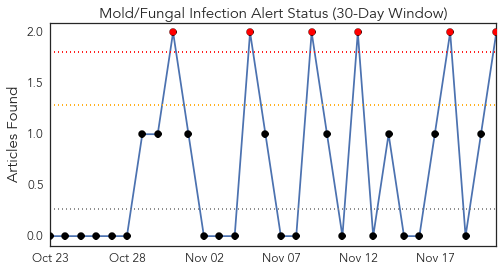 Mold/Fungal Infection Alert Status (30-Day Window)
Articles Found
2.0
1.5
1.0
0.5
0.0
Oct 23
Oct 28
Nov 02
Nov 07
Nov 12
Nov 17